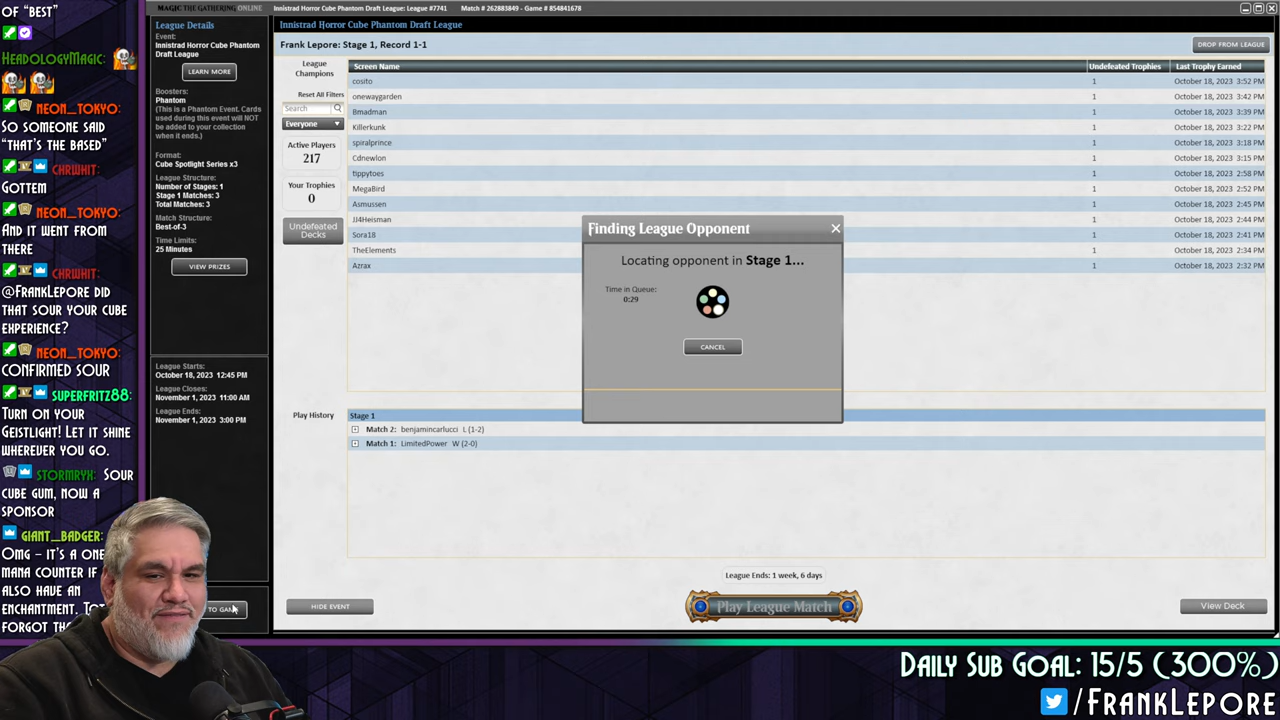 of "best"
HeadologyMagic:
neon_tokyo:
So someone said
"that's the based"
chrwhit:
gottem
neon_tokyo:
And it went from
there
chrwhit:
@FrankLepore did
that sour your cube
experience?
neon_tokyo:
confirmed sour
superfritz88:
Turn on your
Geistlight! Let it shine
wherever you go.
stormryx: Sour
cube gum, now a
sponsor
giant_badger:
Omg – it's a one
mana counter if
also have an
enchantment. Tot
forgot th
MAGIC THE GATHERING ONLINE
Innistrad Horror Cube Phantom Draft League: League #7741 Match # 262883849 - Game # 854841678
League Details
Event:
Innistrad Horror Cube Phantom
Draft League
LEARN MORE
Boosters:
Phantom
(This is a Phantom Event. Cards
used during this event will NOT
be added to your collection
when it ends.)
Format:
Cube Spotlight Series x3
League Structure:
Number of Stages: 1
Stage 1 Matches: 3
Total Matches: 3
Match Structure:
Best-of-3
Time Limits:
25 Minutes
VIEW PRIZES
League Starts:
October 18, 2023 12:45 PM
League Closes:
November 1, 2023 11:00 AM
League Ends:
November 1, 2023 3:00 PM
TO GAM
Innistrad Horror Cube Phantom Draft League
Frank Lepore: Stage 1, Record 1-1
DROP FROM LEAGUE
League
Champions
Reset All Filters
Search
Everyone
Active Players
217
Your Trophies
0
Undefeated
Decks
Screen Name Undefeated Trophies Last Trophy Earned
cosito 1 October 18, 2023 3:52 PM
onewaygarden 1 October 18, 2023 3:42 PM
Bmadman 1 October 18, 2023 3:39 PM
Killerkunk 1 October 18, 2023 3:22 PM
spiralprince 1 October 18, 2023 3:18 PM
Cdnewlon 1 October 18, 2023 3:15 PM
tippytoes 1 October 18, 2023 2:58 PM
MegaBird 1 October 18, 2023 2:52 PM
Asmussen 1 October 18, 2023 2:45 PM
JJ4Heisman 1 October 18, 2023 2:44 PM
Sora18 1 October 18, 2023 2:41 PM
TheElements 1 October 18, 2023 2:34 PM
Azrax 1 October 18, 2023 2:32 PM
Finding League Opponent
Locating opponent in Stage 1...
Time in Queue:
0:29
CANCEL
Play History
Stage 1
Match 2: benjamincarlucci L (1-2)
Match 1: LimitedPower W (2-0)
League Ends: 1 week, 6 days
HIDE EVENT
Play League Match
View Deck
Daily Sub Goal: 15/5 (300%)
/FrankLepore